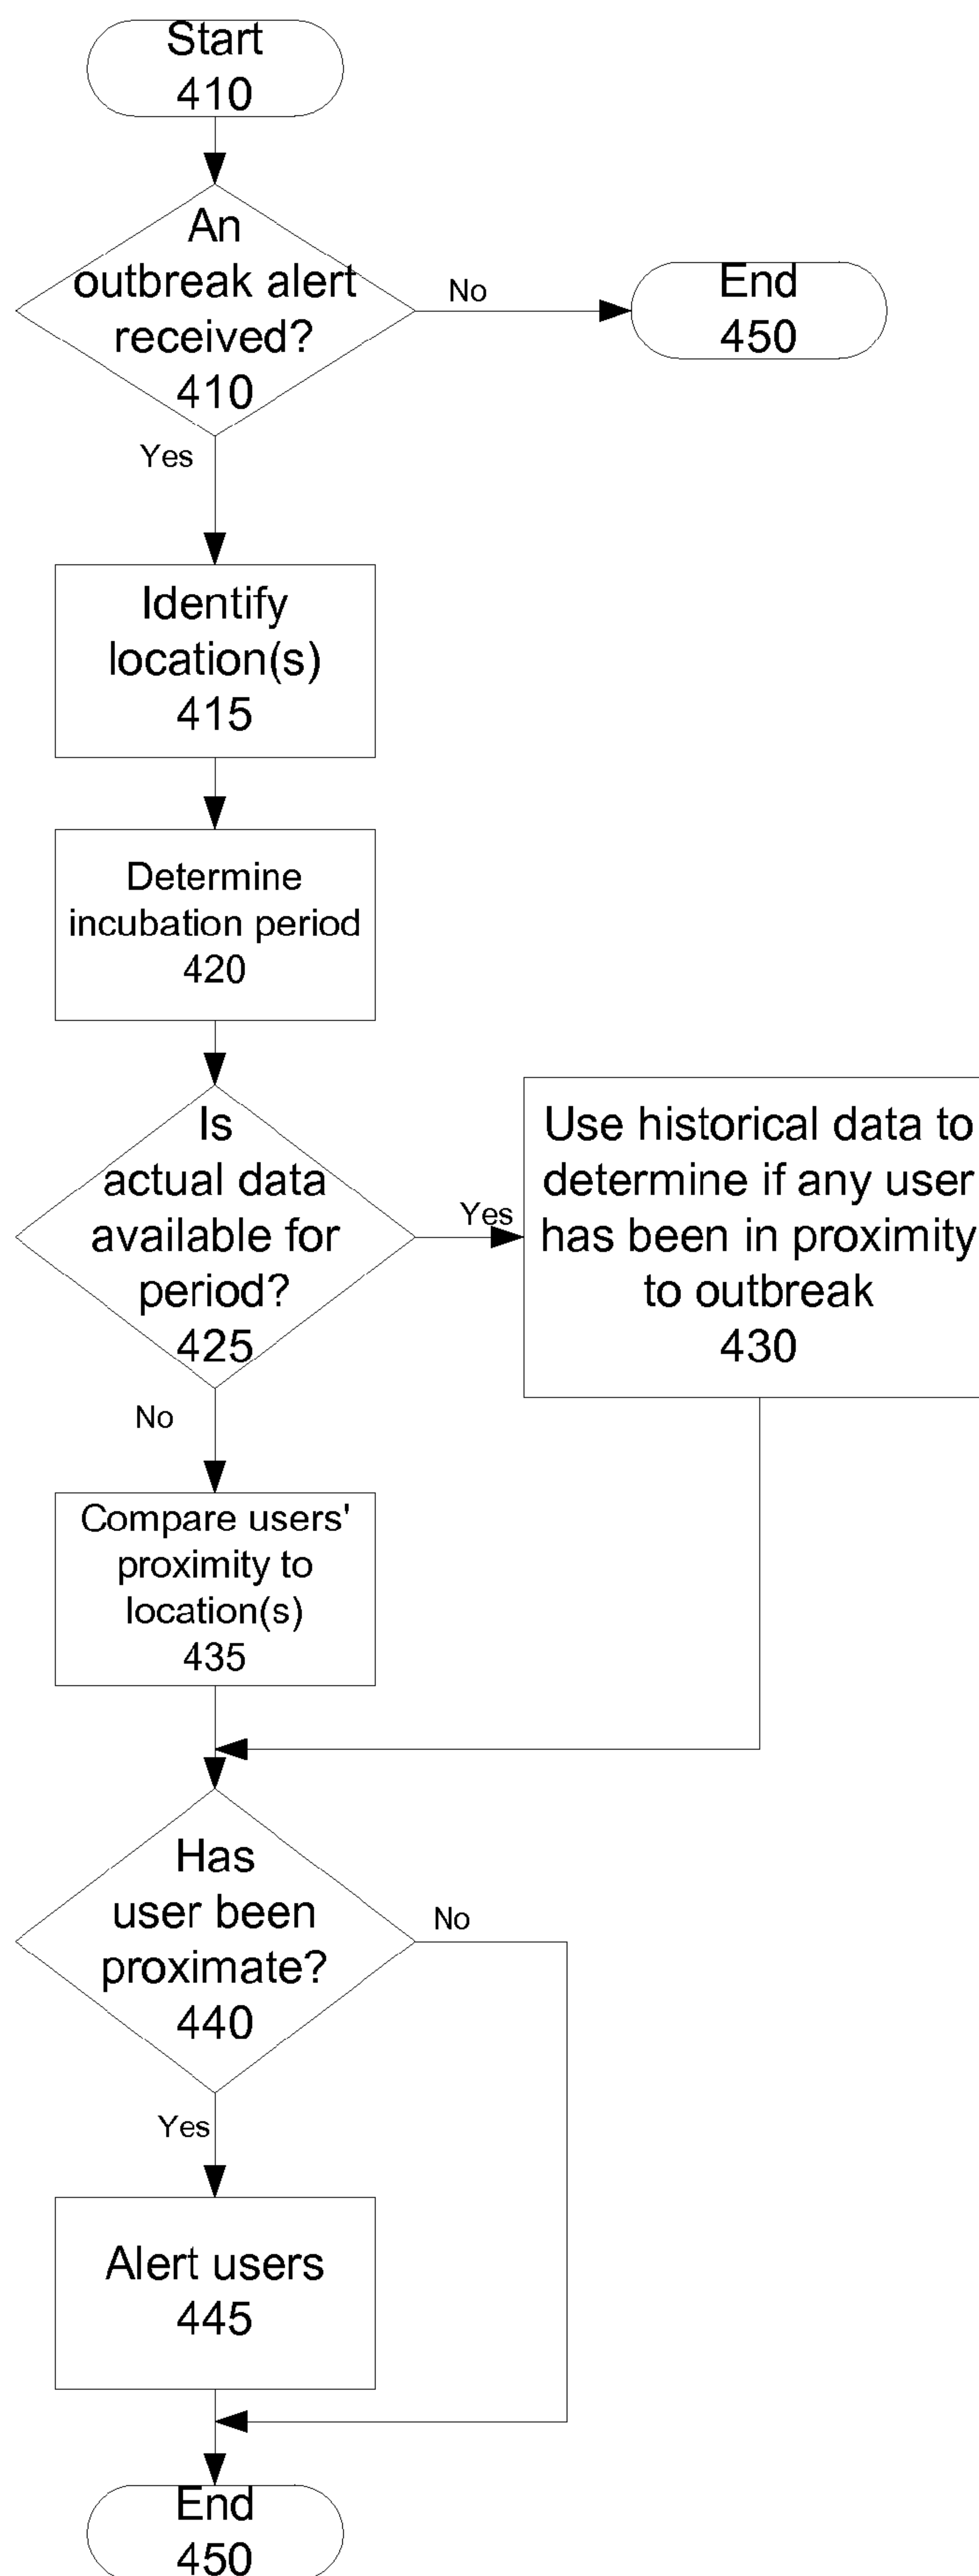 Start
410
An
outbreak alert
received?
410
No
End
450
Yes
Identify
location(s)
415
Determine
incubation period
420
Is
actual data
available for
period?
425
Yes
Use historical data to
determine if any user
has been in proximity
to outbreak
430
No
Compare users'
proximity to
location(s)
435
Has
user been
proximate?
440
No
Yes
Alert users
445
End
450